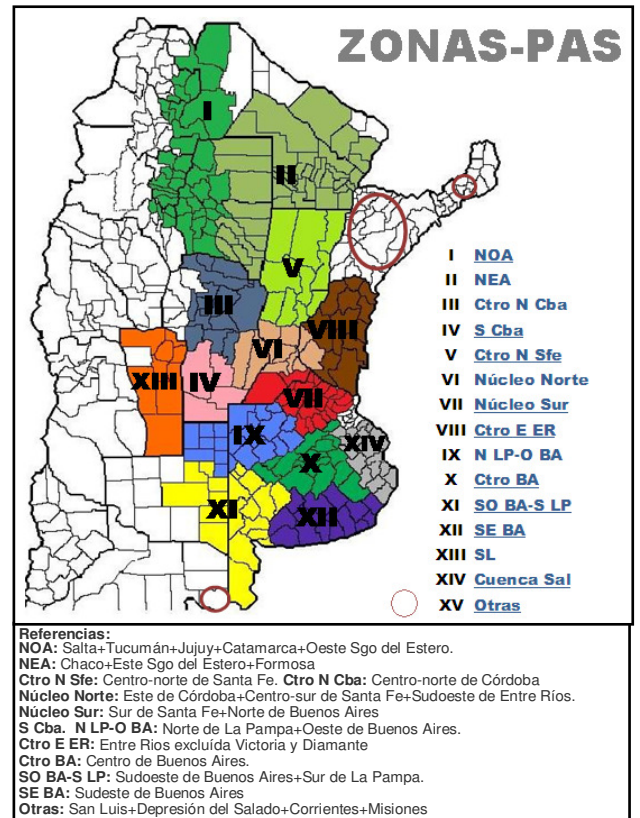 ZONAS-PAS
I
II
V
III
VIII
VI
XIII
IV
VII
IX
XIV
X
XI
XII
I NOA
II NEA
III Ctro N Cba
IV S Cba
V Ctro N Sfe
VI Núcleo Norte
VII Núcleo Sur
VIII Ctro E ER
IX N LP-O BA
X Ctro BA
XI SO BA-S LP
XII SE BA
XIII SL
XIV Cuenca Sal
XV Otras
Referencias:
NOA: Salta+Tucumán+Jujuy+Catamarca+Oeste Sgo del Estero.
NEA: Chaco+Este Sgo del Estero+Formosa
Ctro N Sfe: Centro-norte de Santa Fe. Ctro N Cba: Centro-norte de Córdoba
Núcleo Norte: Este de Córdoba+Centro-sur de Santa Fe+Sudoeste de Entre Ríos.
Núcleo Sur: Sur de Santa Fe+Norte de Buenos Aires
S Cba. N LP-O BA: Norte de La Pampa+Oeste de Buenos Aires.
Ctro E ER: Entre Rios excluída Victoria y Diamante
Ctro BA: Centro de Buenos Aires.
SO BA-S LP: Sudoeste de Buenos Aires+Sur de La Pampa.
SE BA: Sudeste de Buenos Aires
Otras: San Luis+Depresión del Salado+Corrientes+Misiones